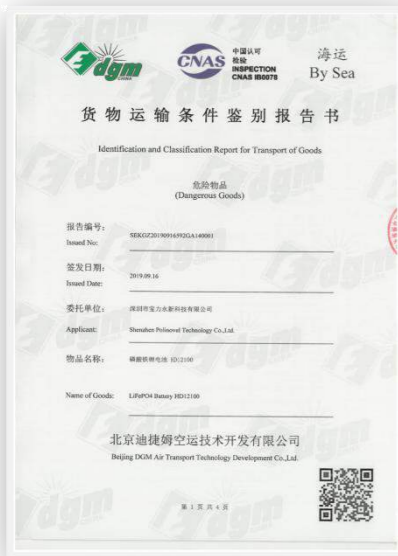 dgm
CNAS
中国认可
检验
INSPECTION
CNAS IB0078
海运
By Sea
货物运输条件鉴别报告书
Identification and Classification Report for Transport of Goods
危险物品
(Dangerous Goods)
报告编号:
Issued No:
签发日期:
2019.09.16
Issued Date:
委托单位:
深圳市宝力永新科技有限公司
Applicant:
Shenzhen Polinovel Technology Co.,Ltd.
物品名称:
磷酸铁锂电池 HD12100
Name of Goods:
LiFePO4 Battery HD12100
北京迪捷姆空运技术开发有限公司
Beijing DGM Air Transport Technology Development Co.,Ltd.
第 1 页 共 4 页